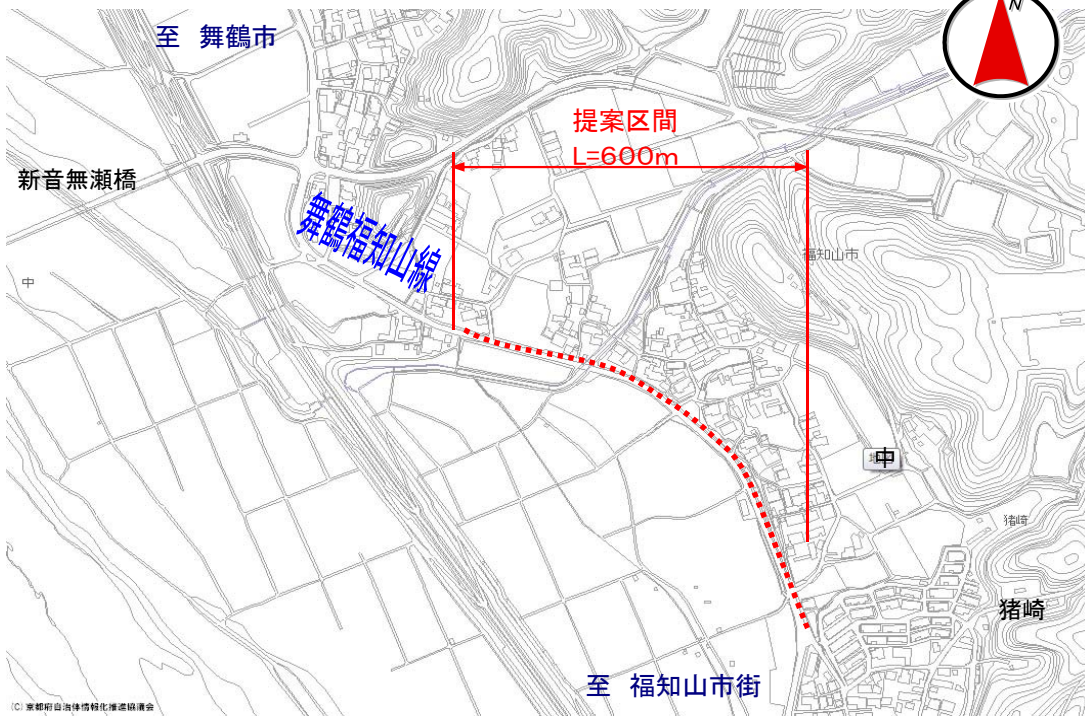 N
至 舞鶴市
提案区間
L=600m
新音無瀬橋
舞鶴福知山線
福知山市
中
中
猪崎
猪崎
至 福知山市街
(C) 京都府自治体情報化推進協議会